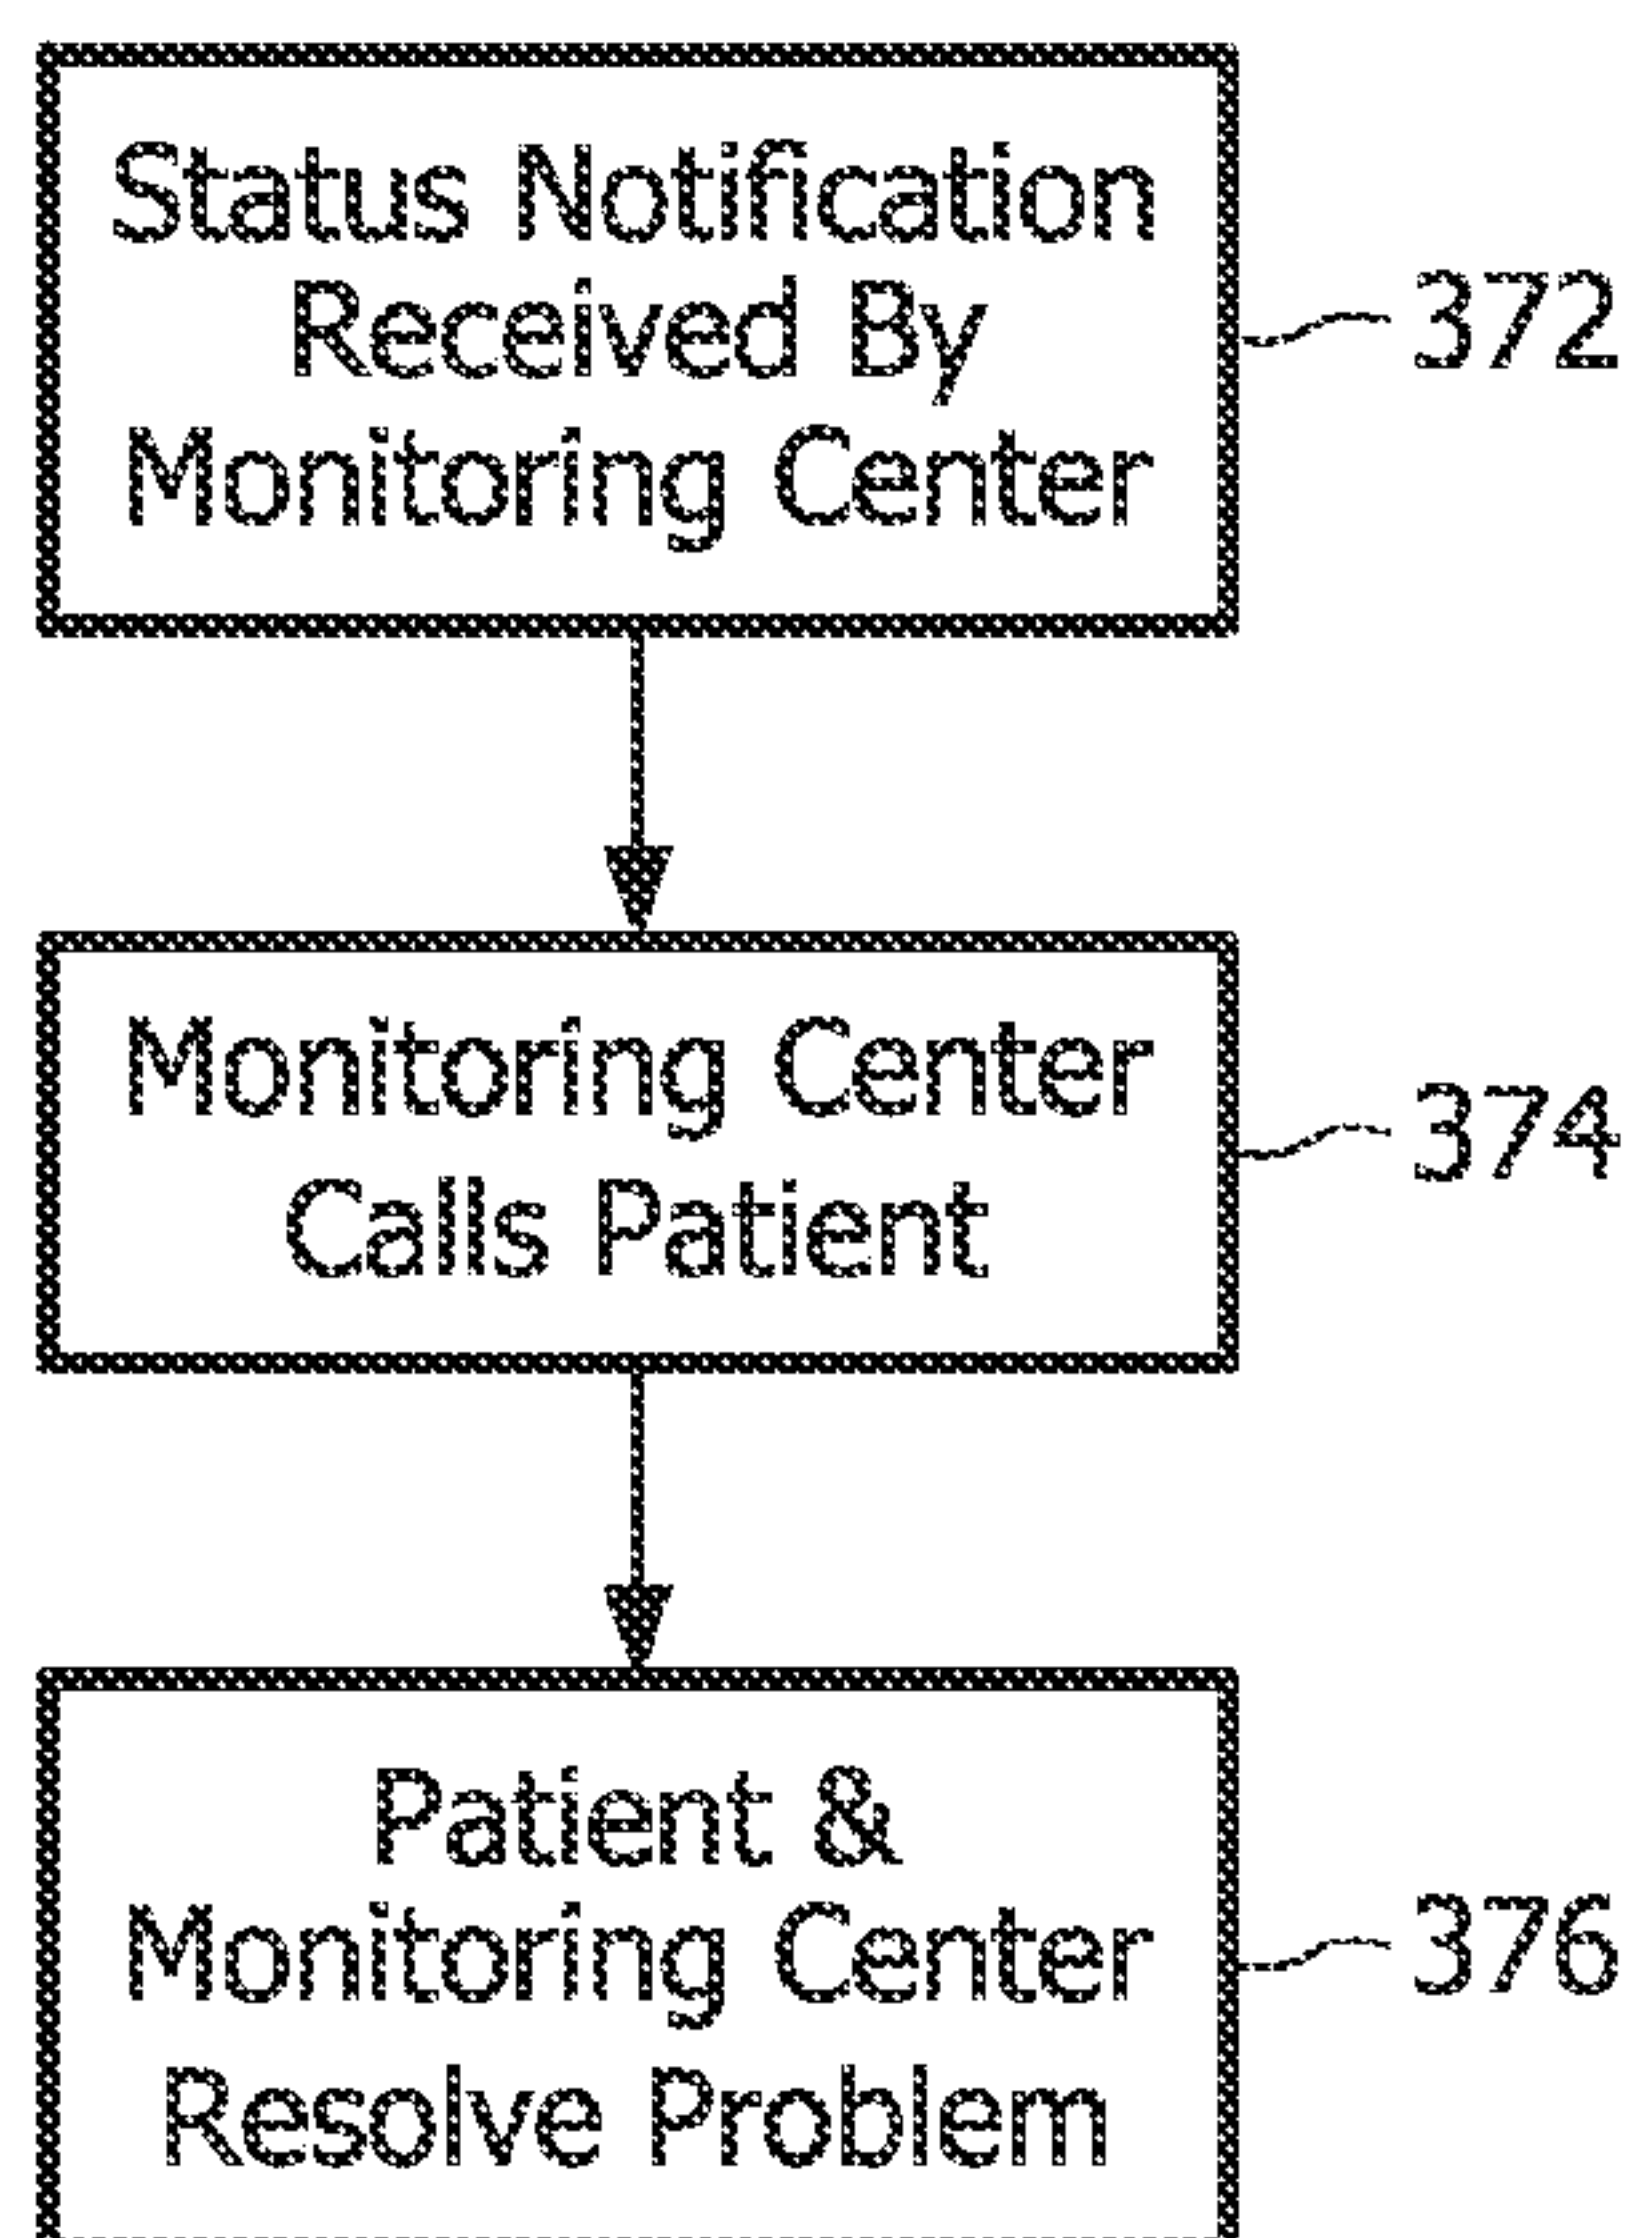 Status Notification
Received By
Monitoring Center
372
Monitoring Center
Calls Patient
374
Patient &
Monitoring Center
Resolve Problem
376